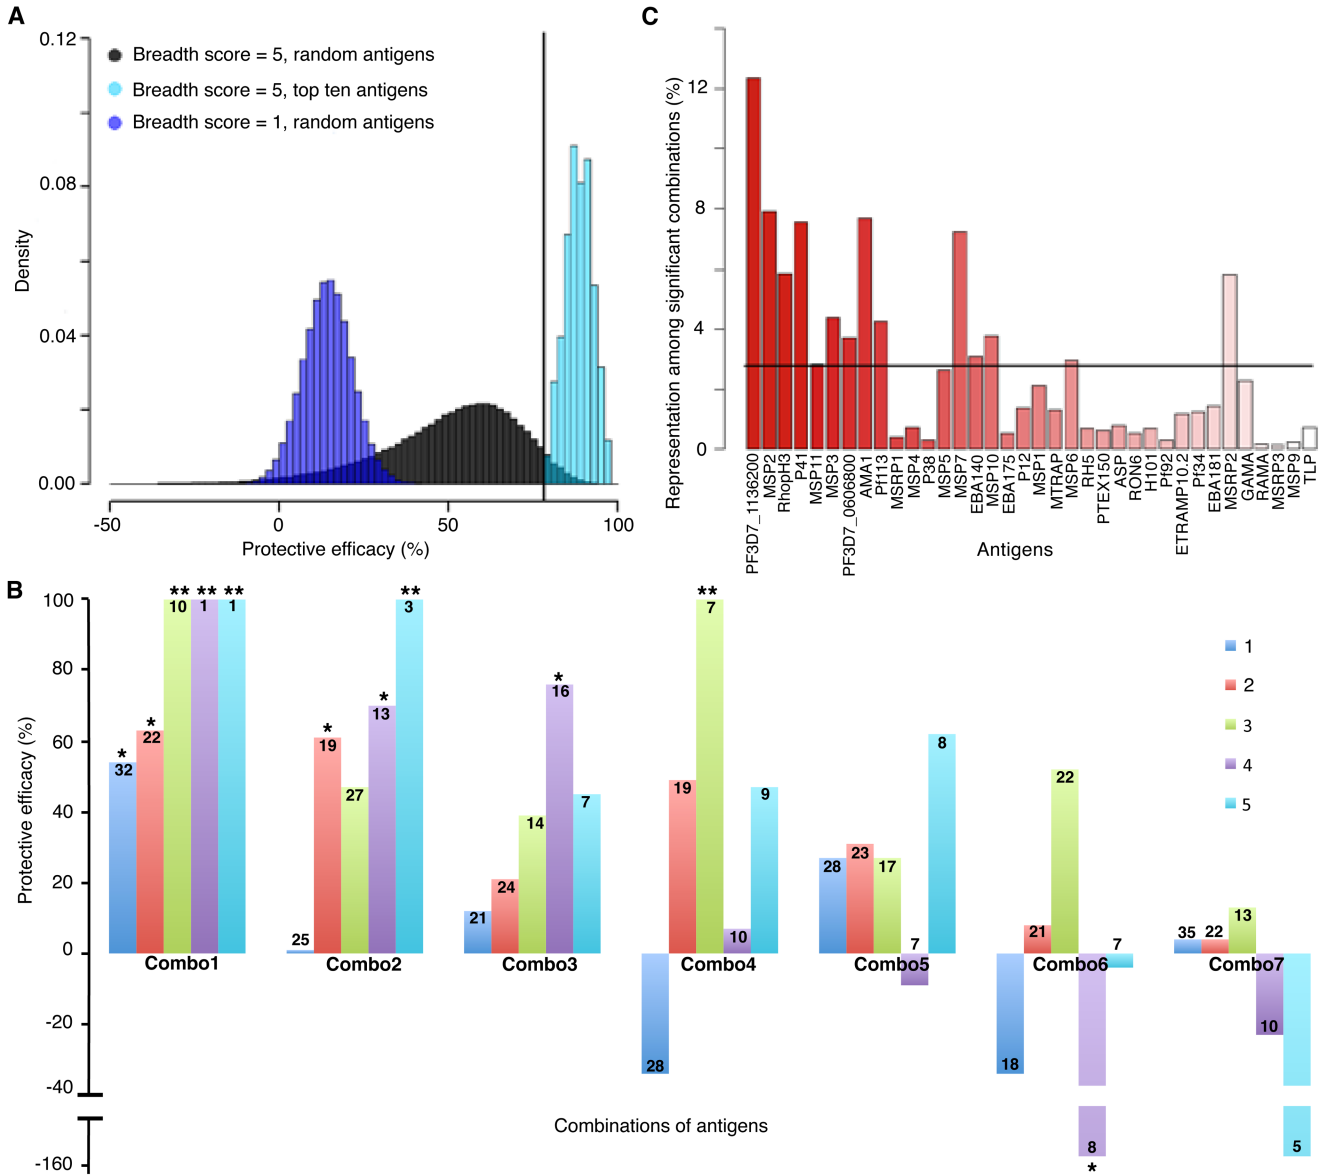 A
0.12
0.08
0.04
0.00
Density
Breadth score = 5, random antigens
Breadth score = 5, top ten antigens
Breadth score = 1, random antigens
-50
0
50
100
Protective efficacy (%)
C
Representation among significant combinations (%)
12
8
4
0
PF3D7_1136200
MSP2
RhopH3
P41
MSP11
MSP3
PF3D7_0606800
AMA1
Pf113
MSRP1
MSP4
P38
MSP5
MSP7
EBA140
MSP10
EBA175
P12
MSP1
MTRAP
MSP6
RH5
PTEX150
ASP
RON6
H101
Pf92
ETRAMP10.2
Pf34
EBA181
MSRP2
GAMA
RAMA
MSRP3
MSP9
TLP
Antigens
B
Protective efficacy (%)
100
80
60
40
20
0
-20
-40
-160
*
32
*
22
**
10
**
1
**
1
Combo1
25
*
19
27
*
13
**
3
Combo2
21
24
14
*
16
7
Combo3
28
19
**
7
10
9
Combo4
28
23
17
7
8
Combo5
18
21
22
8
*
7
Combo6
35
22
13
10
5
Combo7
1
2
3
4
5
Combinations of antigens